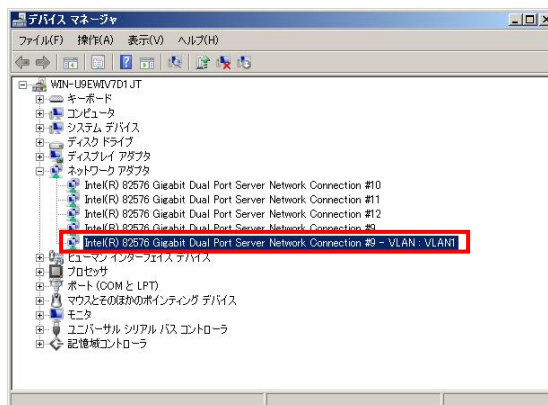 デバイス マネージャ
ファイル(F) 操作(A) 表示(V) ヘルプ(H)
WIN-U9EWIV7D1JT
キーボード
コンピュータ
システム デバイス
ディスク ドライブ
ディスプレイ アダプタ
ネットワーク アダプタ
Intel(R) 82576 Gigabit Dual Port Server Network Connection #10
Intel(R) 82576 Gigabit Dual Port Server Network Connection #11
Intel(R) 82576 Gigabit Dual Port Server Network Connection #12
Intel(R) 82576 Gigabit Dual Port Server Network Connection #9
Intel(R) 82576 Gigabit Dual Port Server Network Connection #9 - VLAN : VLAN1
ヒューマン インターフェイス デバイス
プロセッサ
ポート (COM と LPT)
マウスとそのほかのポインティング デバイス
モニタ
ユニバーサル シリアル バス コントローラ
記憶域コントローラ